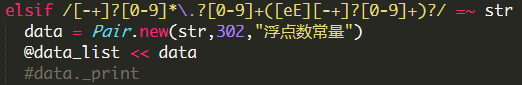 elsif /[-+]?[0-9]*\.?[0-9]+([eE][-+]?[0-9]+)?/ =~ str
data = Pair.new(str,302,"浮点数常量")
@data_list << data
#data._print